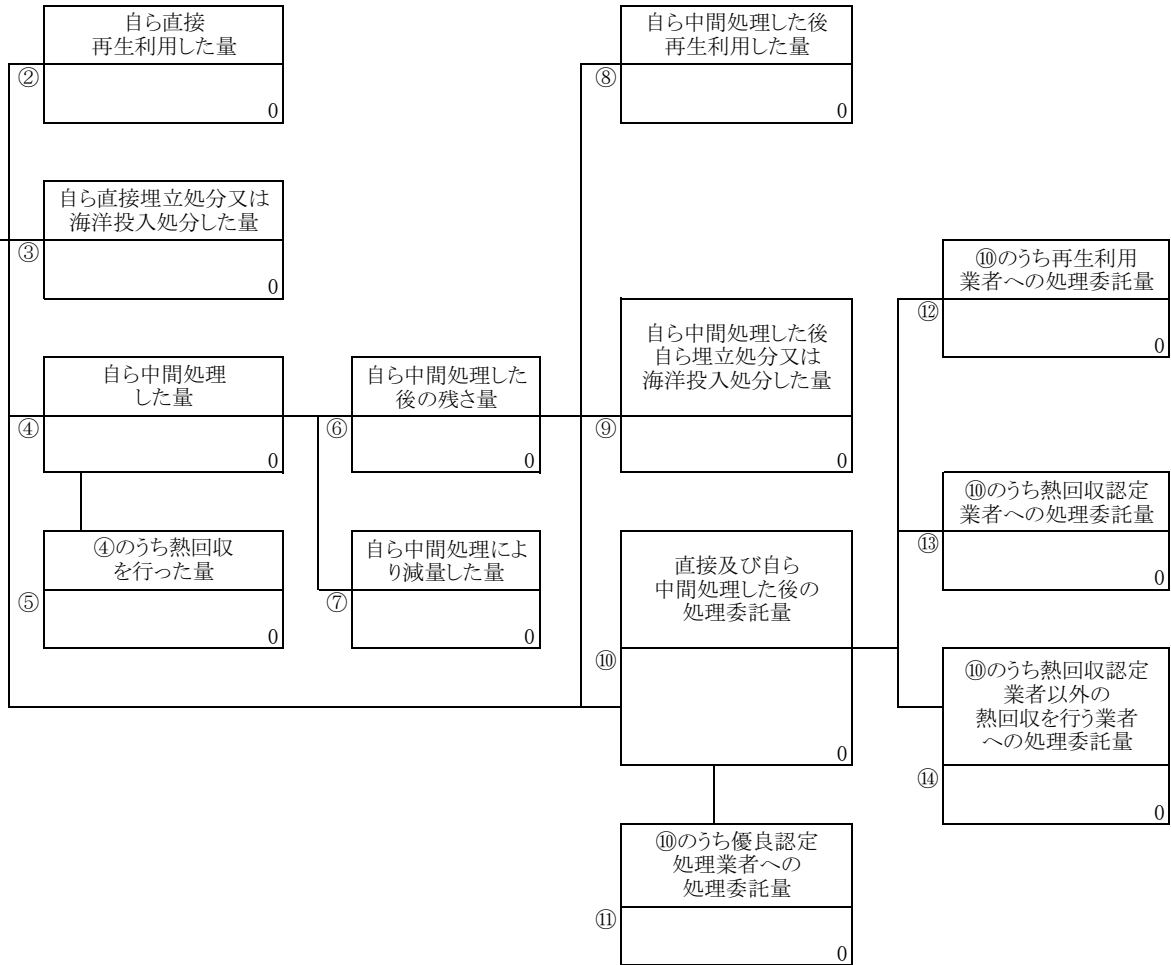 自ら直接
再生利用した量
②
0
自ら直接埋立処分又は
海洋投入処分した量
③
0
自ら中間処理
した量
④
0
④のうち熱回収
を行った量
⑤
0
自ら中間処理した
後の残さ量
⑥
0
自ら中間処理によ
り減量した量
⑦
0
自ら中間処理した後
再生利用した量
⑧
0
自ら中間処理した後
自ら埋立処分又は
海洋投入処分した量
⑨
0
直接及び自ら
中間処理した後の
処理委託量
⑩
0
⑩のうち優良認定
処理業者への
処理委託量
⑪
0
⑩のうち再生利用
業者への処理委託量
⑫
0
⑩のうち熱回収認定
業者への処理委託量
⑬
0
⑩のうち熱回収認定
業者以外の
熱回収を行う業者
への処理委託量
⑭
0